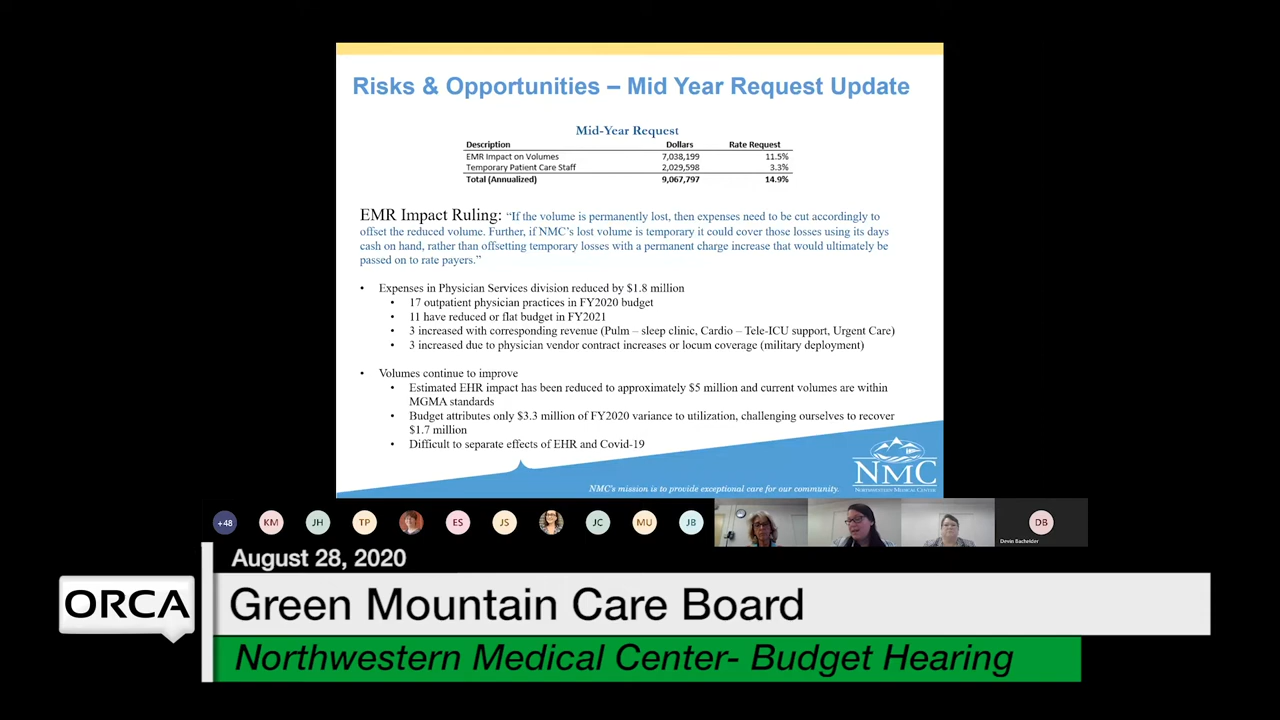 Risks & Opportunities – Mid Year Request Update
Mid-Year Request
Description Dollars Rate Request
EMR Impact on Volumes 7,038,199 11.5%
Temporary Patient Care Staff 2,029,598 3.3%
Total (Annualized) 9,067,797 14.9%
EMR Impact Ruling: “If the volume is permanently lost, then expenses need to be cut accordingly to
offset the reduced volume. Further, if NMC’s lost volume is temporary it could cover those losses using its days
cash on hand, rather than offsetting temporary losses with a permanent charge increase that would ultimately be
passed on to rate payers.”
• Expenses in Physician Services division reduced by $1.8 million
• 17 outpatient physician practices in FY2020 budget
• 11 have reduced or flat budget in FY2021
• 3 increased with corresponding revenue (Pulm – sleep clinic, Cardio – Tele-ICU support, Urgent Care)
• 3 increased due to physician vendor contract increases or locum coverage (military deployment)
• Volumes continue to improve
• Estimated EHR impact has been reduced to approximately $5 million and current volumes are within
MGMA standards
• Budget attributes only $3.3 million of FY2020 variance to utilization, challenging ourselves to recover
$1.7 million
• Difficult to separate effects of EHR and Covid-19
NMC
NORTHWESTERN MEDICAL CENTER
NMC’s mission is to provide exceptional care for our community.
+48 KM JH TP ES JS JC MU JB DB
Devin Bachelder
August 28, 2020
ORCA
Green Mountain Care Board
Northwestern Medical Center- Budget Hearing